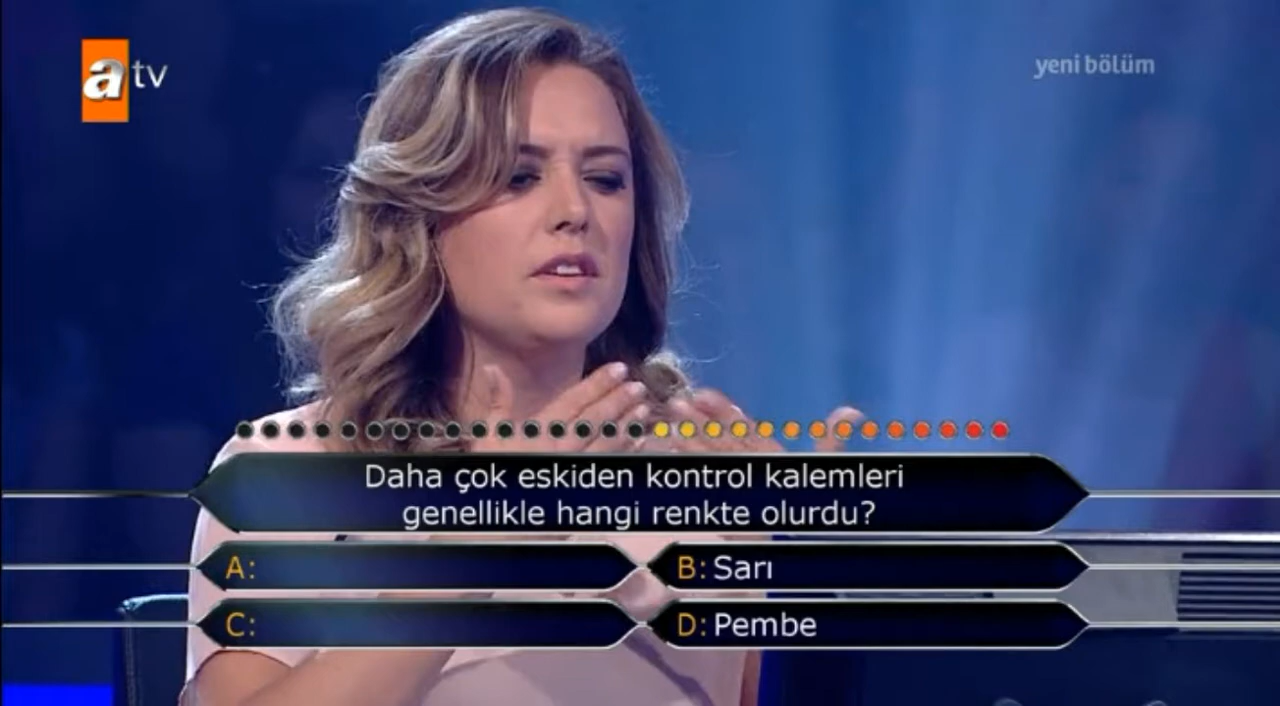 atv
yeni bölüm
Daha çok eskiden kontrol kalemleri
genellikle hangi renkte olurdu?
A:
B: Sarı
C:
D: Pembe